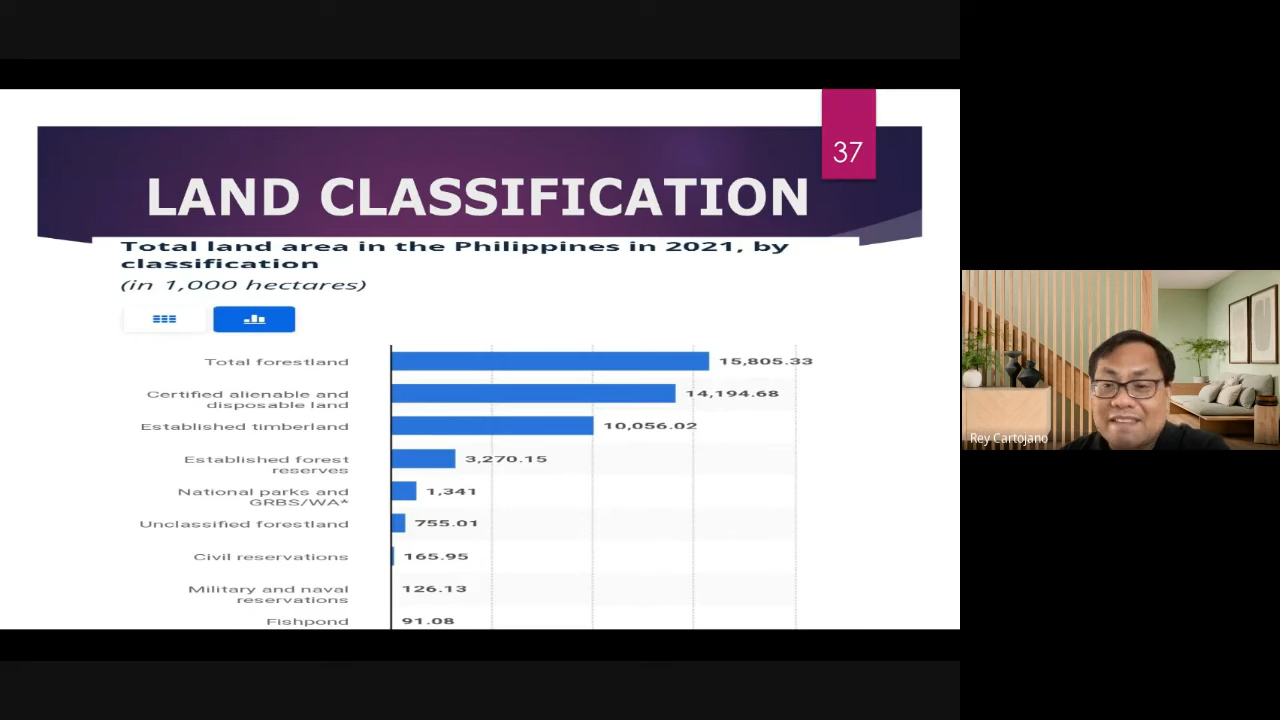 37
LAND CLASSIFICATION
Total land area in the Philippines in 2021, by
classification
(in 1,000 hectares)
Total forestland 15,805.33
Certified alienable and
disposable land 14,194.68
Established timberland 10,056.02
Established forest
reserves 3,270.15
National parks and
GRBS/WA* 1,341
Unclassified forestland 755.01
Civil reservations 165.95
Military and naval
reservations 126.13
Fishpond 91.08
Rey Cartojano